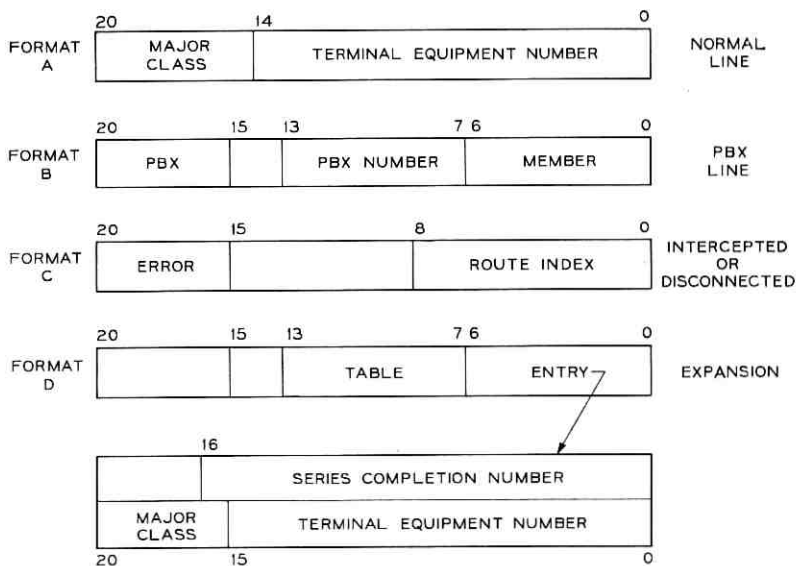 20 14 0
FORMAT A MAJOR CLASS TERMINAL EQUIPMENT NUMBER NORMAL LINE
20 15 13 7 6 0
FORMAT B PBX PBX NUMBER MEMBER PBX LINE
20 15 8 0
FORMAT C ERROR ROUTE INDEX INTERCEPTED OR DISCONNECTED
20 15 13 7 6 0
FORMAT D TABLE ENTRY EXPANSION
16
SERIES COMPLETION NUMBER
MAJOR CLASS TERMINAL EQUIPMENT NUMBER
20 15 0